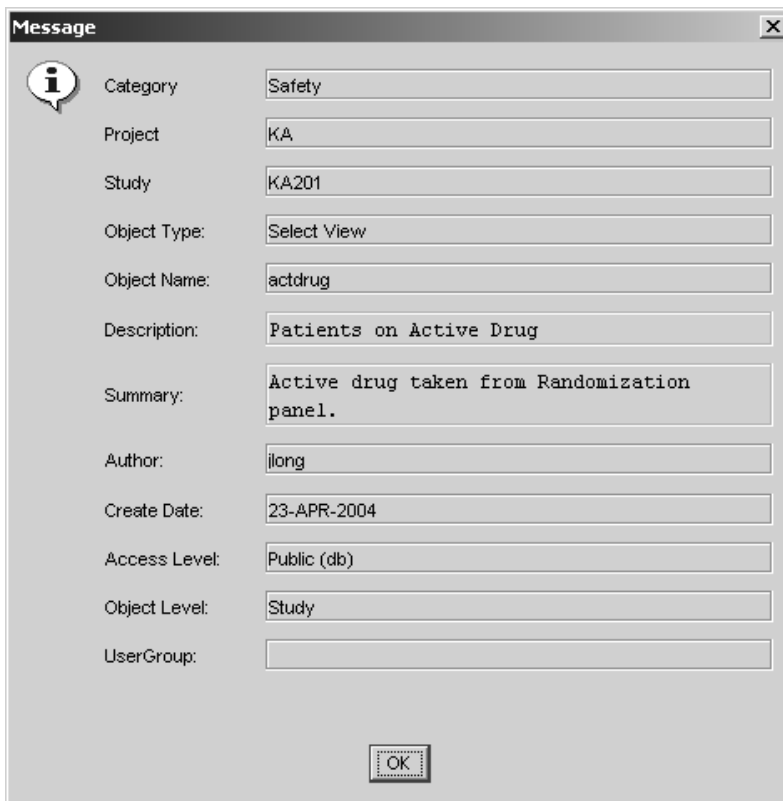 Message
Category Safety
Project KA
Study KA201
Object Type: Select View
Object Name: actdrug
Description: Patients on Active Drug
Summary: Active drug taken from Randomization
panel.
Author: jlong
Create Date: 23-APR-2004
Access Level: Public (db)
Object Level: Study
UserGroup:
OK